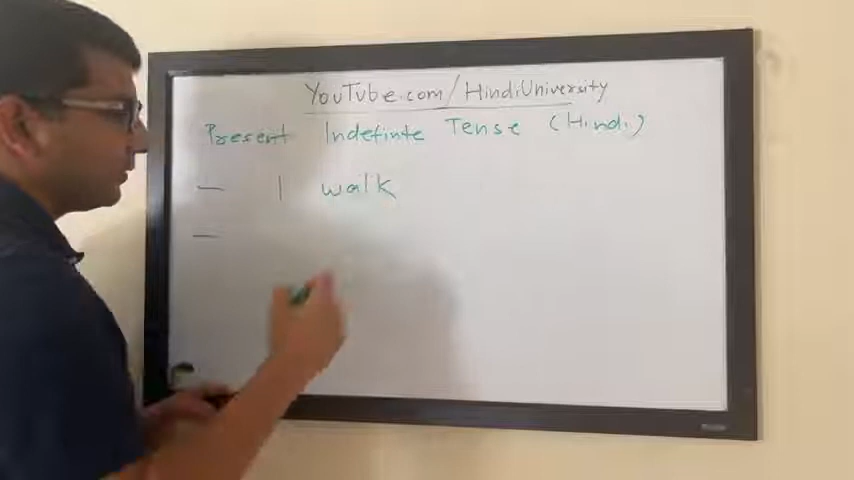 YouTube.com/HindiUniversity
Present Indefinte Tense (Hindi)
— I walk
—